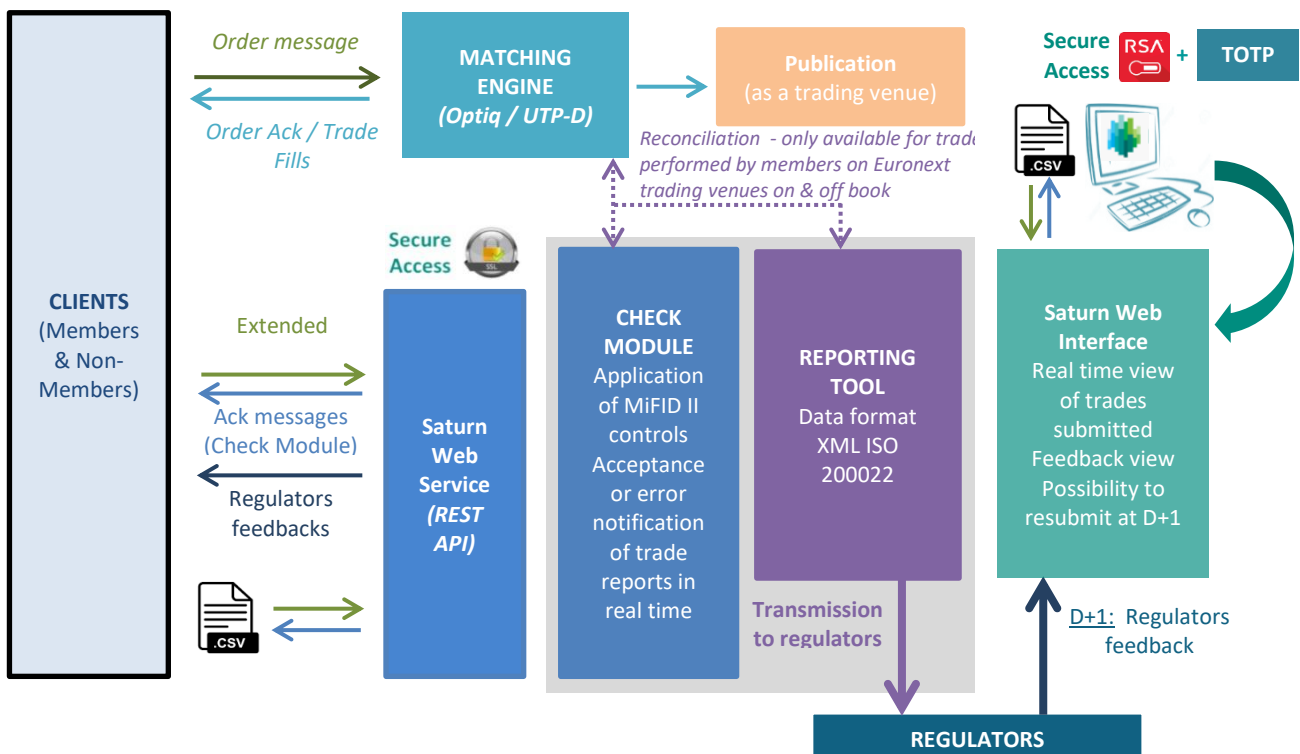 Order message
Order Ack / Trade
Fills
MATCHING
ENGINE
(Optiq / UTP-D)
Publication
(as a trading venue)
Secure
Access
RSA
+
TOTP
Reconciliation - only available for trade
performed by members on Euronext
trading venues on & off book
.CSV
Secure
Access
SSL
CLIENTS
(Members
& Non-
Members)
Extended
Ack messages
(Check Module)
Regulators
feedbacks
.CSV
Saturn
Web
Service
(REST
API)
CHECK
MODULE
Application
of MiFID II
controls
Acceptance
or error
notification
of trade
reports in
real time
REPORTING
TOOL
Data format
XML ISO
200022
Transmission
to regulators
Saturn Web
Interface
Real time view
of trades
submitted
Feedback view
Possibility to
resubmit at D+1
D+1: Regulators
feedback
REGULATORS